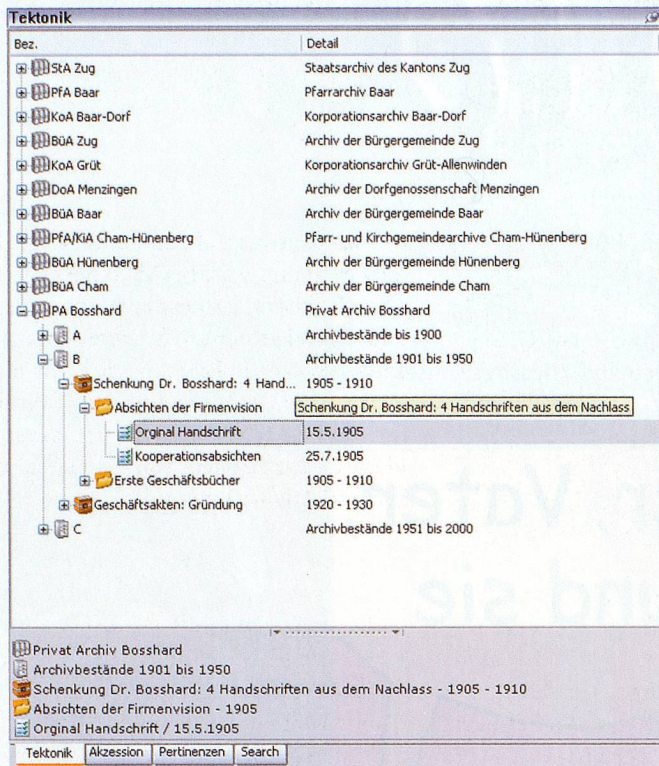 Tektonik
Bez. Detail
StA Zug Staatsarchiv des Kantons Zug
PfA Baar Pfarrarchiv Baar
KoA Baar-Dorf Korporationsarchiv Baar-Dorf
BüA Zug Archiv der Bürgergemeinde Zug
KoA Grüt Korporationsarchiv Grüt-Allenwinden
DoA Menzingen Archiv der Dorfgenossenschaft Menzingen
BüA Baar Archiv der Bürgergemeinde Baar
PfA/KiA Cham-Hünenberg Pfarr- und Kirchgemeindearchive Cham-Hünenberg
BüA Hünenberg Archiv der Bürgergemeinde Hünenberg
BüA Cham Archiv der Bürgergemeinde Cham
PA Bosshard Privat Archiv Bosshard
A Archivbestände bis 1900
B Archivbestände 1901 bis 1950
Schenkung Dr. Bosshard: 4 Hand... 1905 - 1910
Absichten der Firmenvision Schenkung Dr. Bosshard: 4 Handschriften aus dem Nachlass
Orginal Handschrift 15.5.1905
Kooperationsabsichten 25.7.1905
Erste Geschäftsbücher 1905 - 1910
Geschäftsakten: Gründung 1920 - 1930
C Archivbestände 1951 bis 2000
Privat Archiv Bosshard
Archivbestände 1901 bis 1950
Schenkung Dr. Bosshard: 4 Handschriften aus dem Nachlass - 1905 - 1910
Absichten der Firmenvision - 1905
Orginal Handschrift / 15.5.1905
Tektonik Akzession Pertinenzen Search